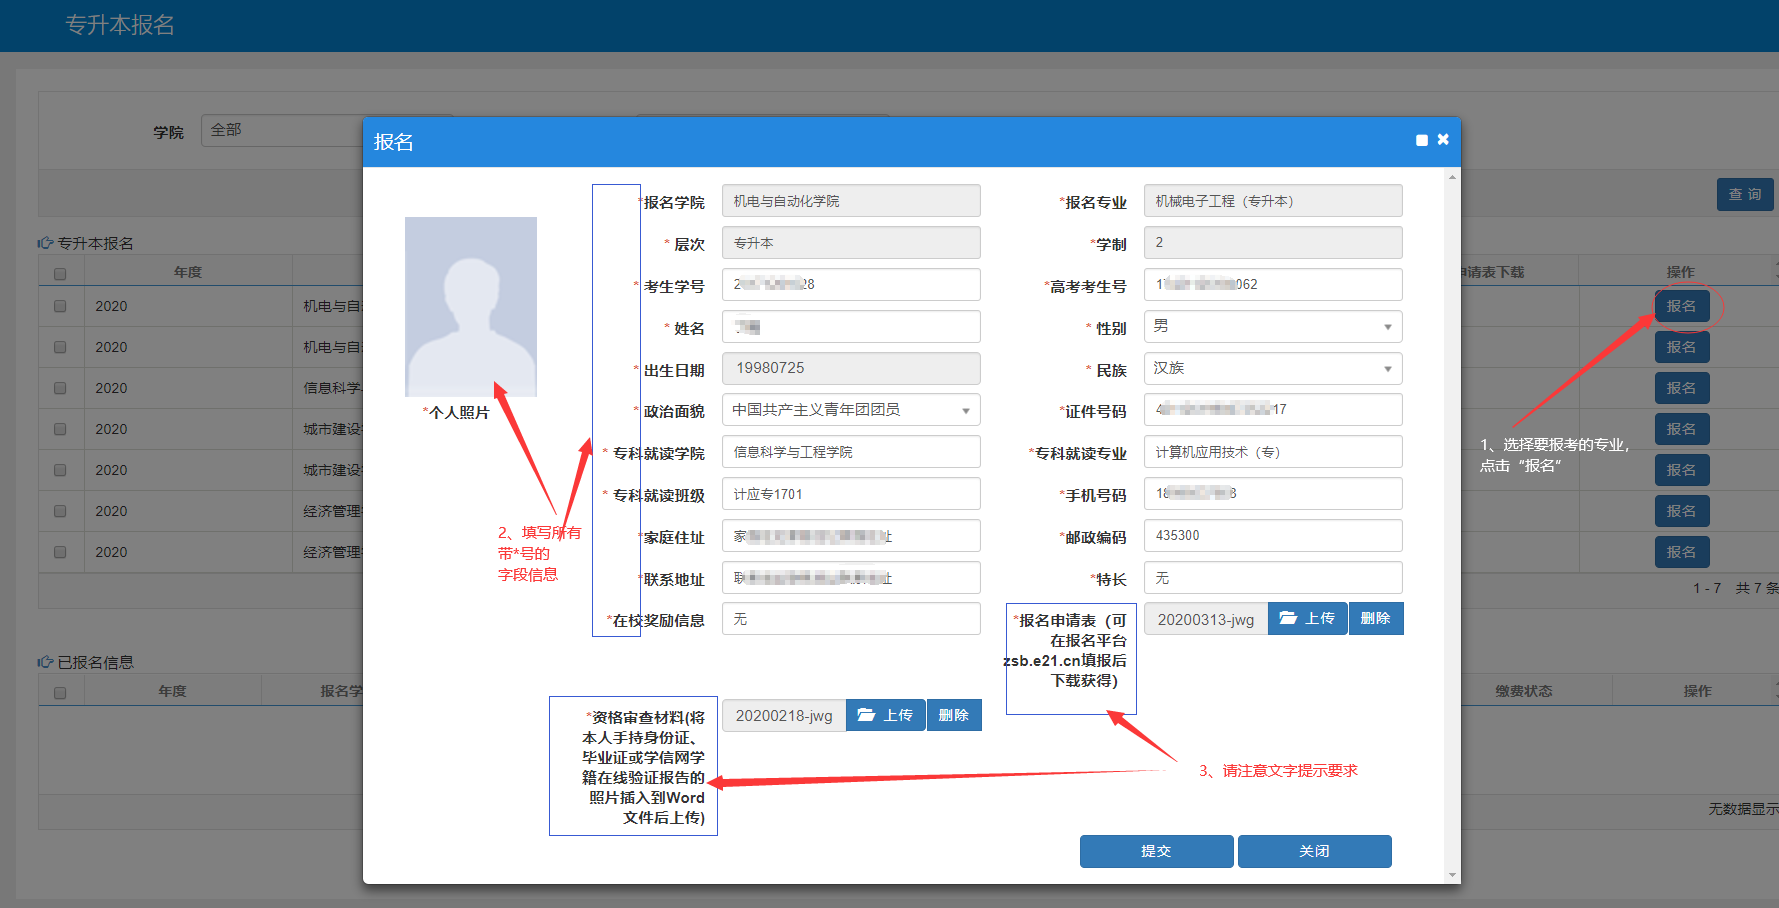 专升本报名
学院
全部
查 询
专升本报名
年度
申请表下载
操作
2020
机电与自
报名
2020
机电与自
报名
2020
信息科学
报名
2020
城市建设
报名
2020
城市建设
报名
2020
经济管理
报名
2020
经济管理
报名
1 - 7 共 7 条
已报名信息
年度
报名学
缴费状态
操作
无数据显示
报名
*个人照片
*报名学院
机电与自动化学院
*报名专业
机械电子工程（专升本）
* 层次
专升本
*学制
2
* 考生学号
2
28
*高考考生号
17
062
* 姓名
* 性别
男
* 出生日期
19980725
* 民族
汉族
* 政治面貌
中国共产主义青年团团员
*证件号码
4
17
* 专科就读学院
信息科学与工程学院
*专科就读专业
计算机应用技术（专）
* 专科就读班级
计应专1701
*手机号码
18
3
*家庭住址
家
址
*邮政编码
435300
*联系地址
联
址
*特长
无
*在校奖励信息
无
*报名申请表（可
在报名平台
zsb.e21.cn填报后
下载获得）
20200313-jwg
上传
删除
*资格审查材料(将
本人手持身份证、
毕业证或学信网学
籍在线验证报告的
照片插入到Word
文件后上传)
20200218-jwg
上传
删除
提交
关闭
1、选择要报考的专业，
点击“报名”
2、填写所有
带*号的
字段信息
3、请注意文字提示要求